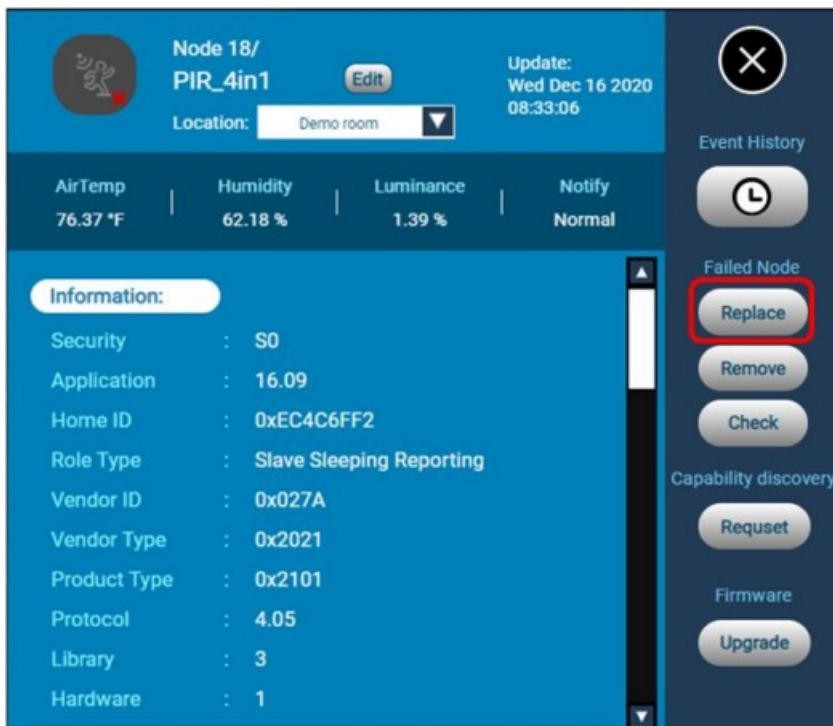 Node 18/
PIR_4in1
Edit
Location: Demo room
Update:
Wed Dec 16 2020
08:33:06
AirTemp
76.37 °F
Humidity
62.18 %
Luminance
1.39 %
Notify
Normal
Information:
Security : S0
Application : 16.09
Home ID : 0xEC4C6FF2
Role Type : Slave Sleeping Reporting
Vendor ID : 0x027A
Vendor Type : 0x2021
Product Type : 0x2101
Protocol : 4.05
Library : 3
Hardware : 1
Event History
Failed Node
Replace
Remove
Check
Capability discovery
Requset
Firmware
Upgrade